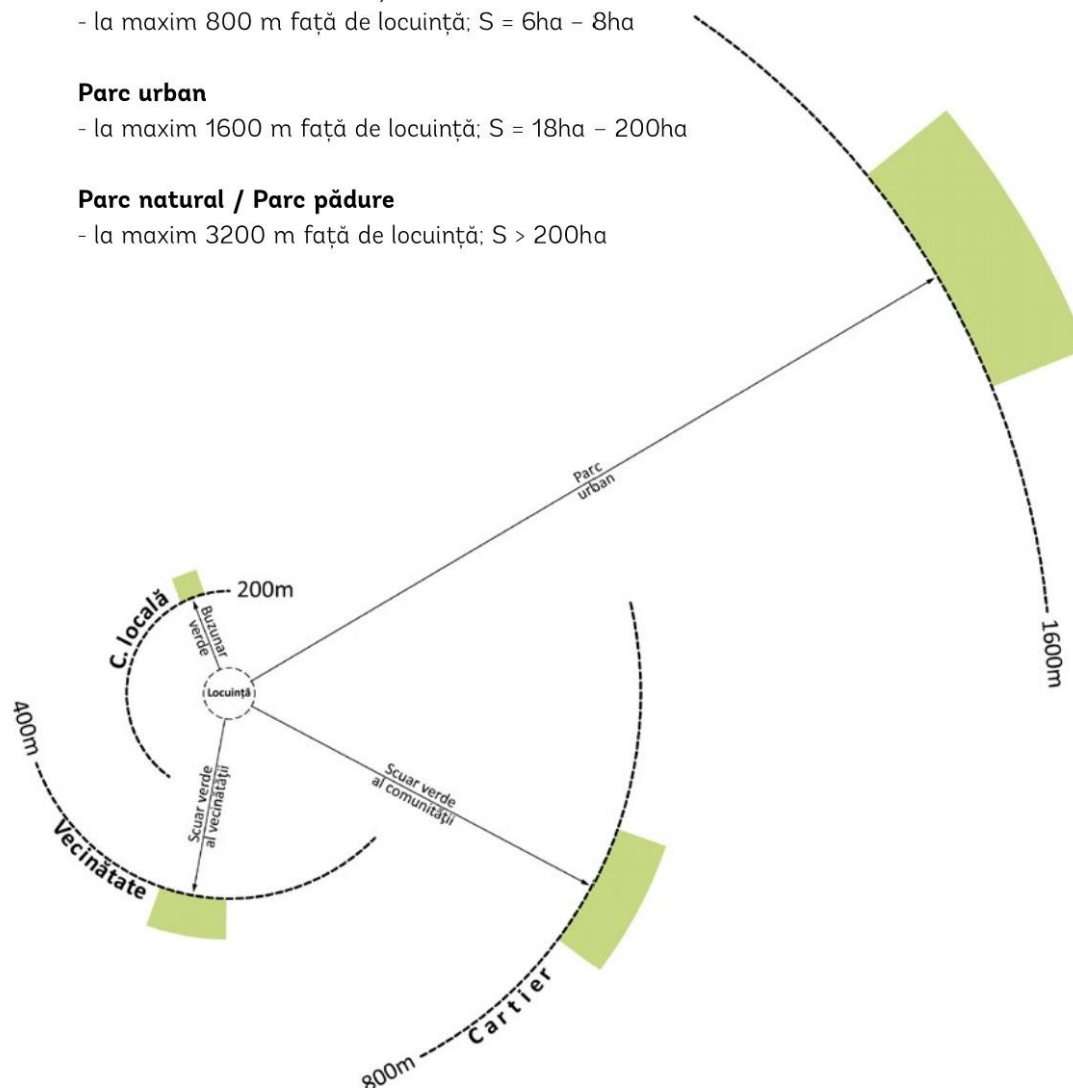 - la maxim 800 m față de locuință; S = 6ha – 8ha
Parc urban
- la maxim 1600 m față de locuință; S = 18ha – 200ha
Parc natural / Parc pădure
- la maxim 3200 m față de locuință; S > 200ha
Parc
urban
200m
C. locală
Buzunar
verde
1600m
Locuință
400m
Scuar verde
al vecinătății
Scuar verde
al comunității
Vecinătate
Cartier
800m